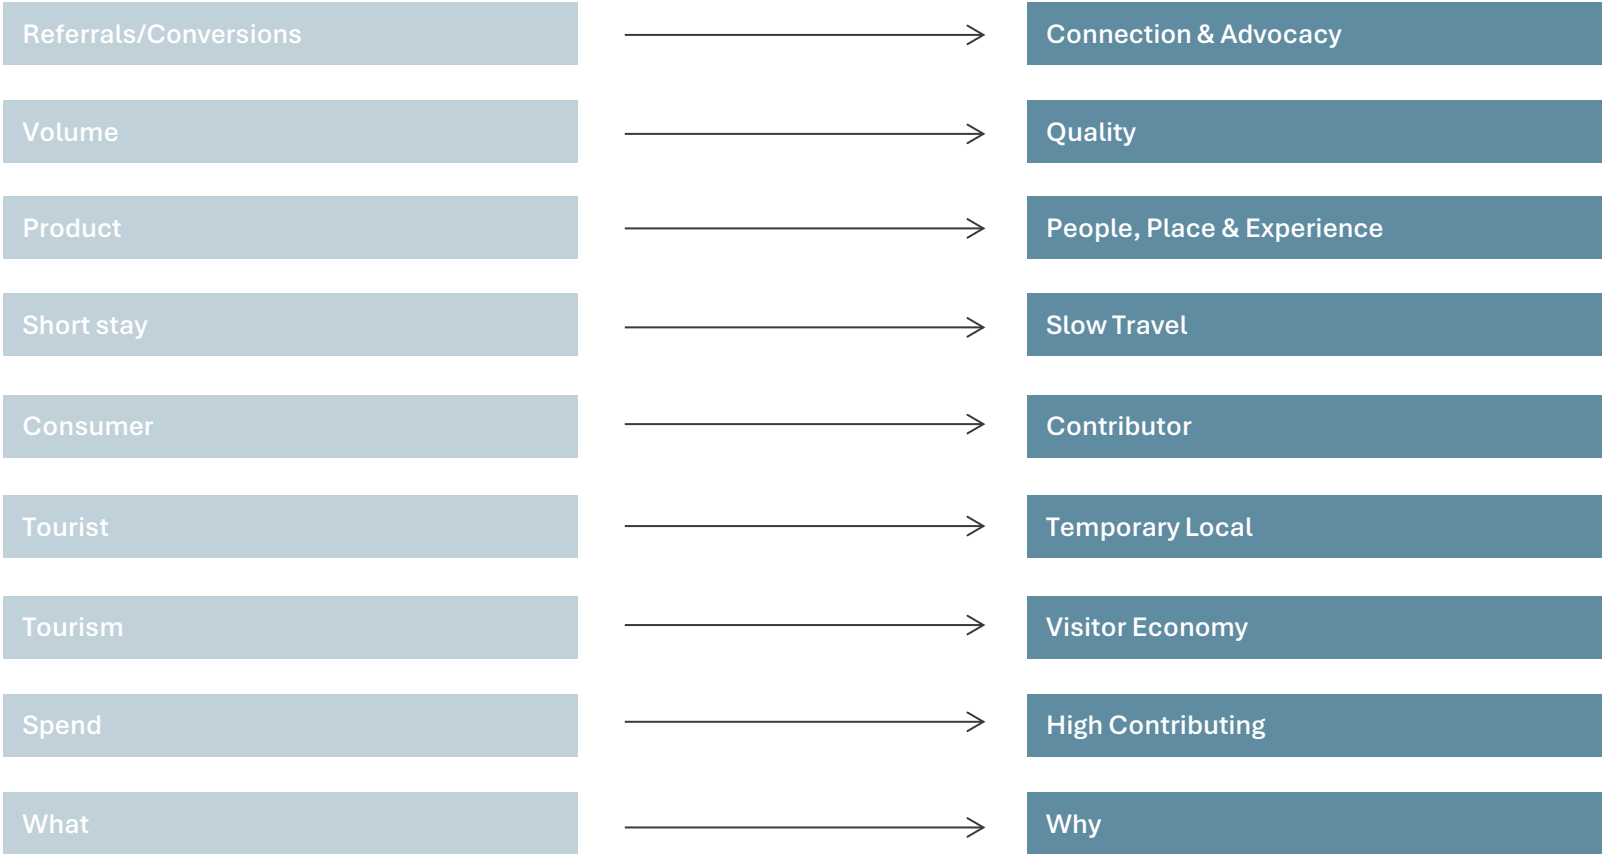 Referrals/Conversions
Connection & Advocacy
Volume
Quality
Product
People, Place & Experience
Short stay
Slow Travel
Consumer
Contributor
Tourist
Temporary Local
Tourism
Visitor Economy
Spend
High Contributing
What
Why